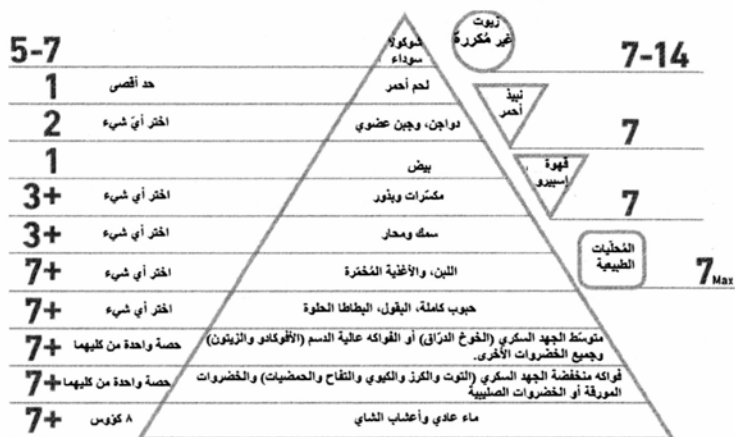 زيوت
غير مُكررة
7-14
5-7
شوكولا
سوداء
1
حد أقصى
لحم أحمر
نبيذ
أحمر
7
2
اختر أيّ شيء
دواجن، وجبن عضوي
1
بيض
قهوة
إسبيرو
7
3+
اختر أي شيء
مكسّرات وبذور
3+
اختر أي شيء
سمك ومحار
المُحلّيات
الطبيعية
7 Max
7+
اختر أي شيء
اللبن، والأغذية المُخمّرة
7+
اختر أي شيء
حبوب كاملة، البقول، البطاطا الحلوة
7+
حصة واحدة من كليهما
متوسّط الجهد السكري (الخوخ الدرّاق) أو الفواكه عالية الدسم (الأفوكادو والزيتون)
وجميع الخضروات الأخرى.
7+
حصة واحدة من كليهما
فواكه منخفضة الجهد السكري (التوت والكرز والكيوي والتفاح والحمضيات) والخضروات
المورقة أو الخضروات الصليبية
7+
٨ كؤوس
ماء عادي وأعشاب الشاي